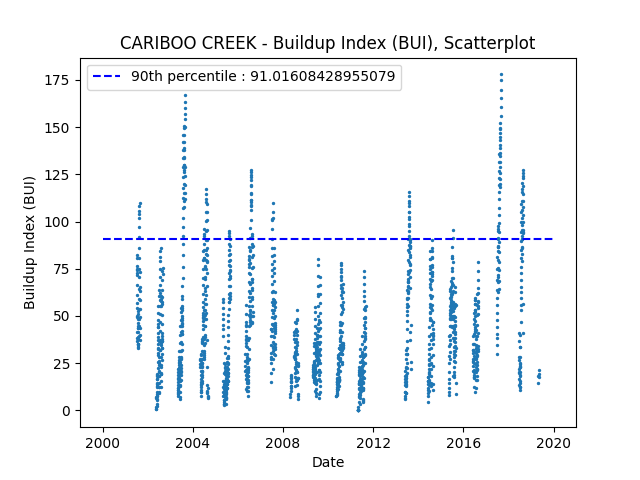 CARIBOO CREEK - Buildup Index (BUI), Scatterplot
90th percentile : 91.01608428955079
Buildup Index (BUI)
175
150
125
100
75
50
25
0
2000 2004 2008 2012 2016 2020
Date